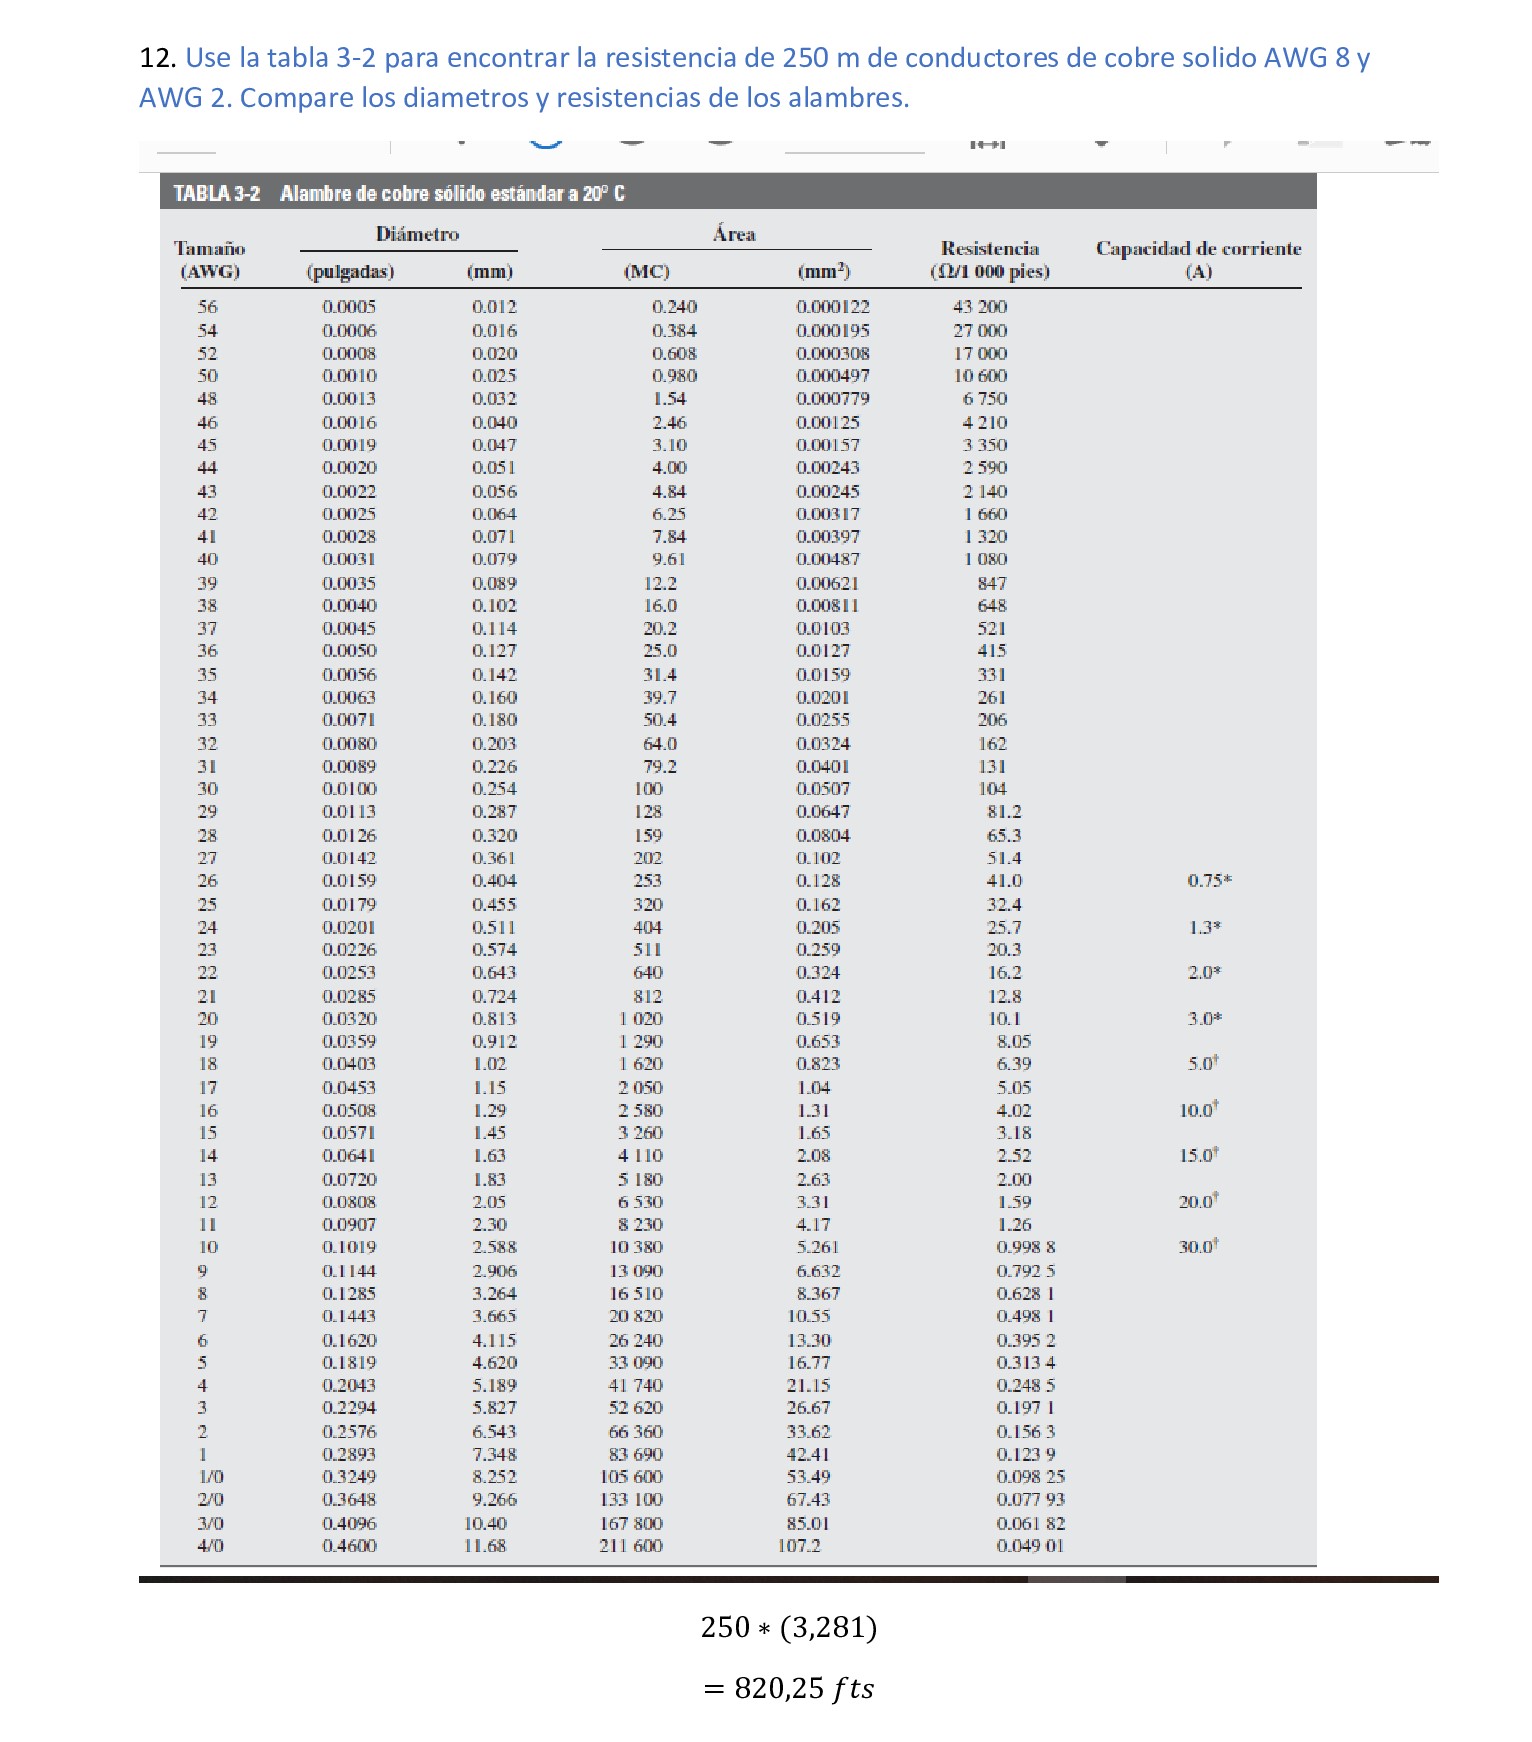 12. Use la tabla 3-2 para encontrar la resistencia de 250 m de conductores de cobre solido AWG 8 y
AWG 2. Compare los diametros y resistencias de los alambres.
TABLA 3-2 Alambre de cobre sólido estándar a 20° C
Diámetro Área
Tamaño Resistencia Capacidad de corriente
(AWG) (pulgadas) (mm) (MC) (mm²) (Ω/1 000 pies) (A)
56 0.0005 0.012 0.240 0.000122 43 200
54 0.0006 0.016 0.384 0.000195 27 000
52 0.0008 0.020 0.608 0.000308 17 000
50 0.0010 0.025 0.980 0.000497 10 600
48 0.0013 0.032 1.54 0.000779 6 750
46 0.0016 0.040 2.46 0.00125 4 210
45 0.0019 0.047 3.10 0.00157 3 350
44 0.0020 0.051 4.00 0.00243 2 590
43 0.0022 0.056 4.84 0.00245 2 140
42 0.0025 0.064 6.25 0.00317 1 660
41 0.0028 0.071 7.84 0.00397 1 320
40 0.0031 0.079 9.61 0.00487 1 080
39 0.0035 0.089 12.2 0.00621 847
38 0.0040 0.102 16.0 0.00811 648
37 0.0045 0.114 20.2 0.0103 521
36 0.0050 0.127 25.0 0.0127 415
35 0.0056 0.142 31.4 0.0159 331
34 0.0063 0.160 39.7 0.0201 261
33 0.0071 0.180 50.4 0.0255 206
32 0.0080 0.203 64.0 0.0324 162
31 0.0089 0.226 79.2 0.0401 131
30 0.0100 0.254 100 0.0507 104
29 0.0113 0.287 128 0.0647 81.2
28 0.0126 0.320 159 0.0804 65.3
27 0.0142 0.361 202 0.102 51.4
26 0.0159 0.404 253 0.128 41.0 0.75*
25 0.0179 0.455 320 0.162 32.4
24 0.0201 0.511 404 0.205 25.7 1.3*
23 0.0226 0.574 511 0.259 20.3
22 0.0253 0.643 640 0.324 16.2 2.0*
21 0.0285 0.724 812 0.412 12.8
20 0.0320 0.813 1 020 0.519 10.1 3.0*
19 0.0359 0.912 1 290 0.653 8.05
18 0.0403 1.02 1 620 0.823 6.39 5.0†
17 0.0453 1.15 2 050 1.04 5.05
16 0.0508 1.29 2 580 1.31 4.02 10.0†
15 0.0571 1.45 3 260 1.65 3.18
14 0.0641 1.63 4 110 2.08 2.52 15.0†
13 0.0720 1.83 5 180 2.63 2.00
12 0.0808 2.05 6 530 3.31 1.59 20.0†
11 0.0907 2.30 8 230 4.17 1.26
10 0.1019 2.588 10 380 5.261 0.998 8 30.0†
9 0.1144 2.906 13 090 6.632 0.792 5
8 0.1285 3.264 16 510 8.367 0.628 1
7 0.1443 3.665 20 820 10.55 0.498 1
6 0.1620 4.115 26 240 13.30 0.395 2
5 0.1819 4.620 33 090 16.77 0.313 4
4 0.2043 5.189 41 740 21.15 0.248 5
3 0.2294 5.827 52 620 26.67 0.197 1
2 0.2576 6.543 66 360 33.62 0.156 3
1 0.2893 7.348 83 690 42.41 0.123 9
1/0 0.3249 8.252 105 600 53.49 0.098 25
2/0 0.3648 9.266 133 100 67.43 0.077 93
3/0 0.4096 10.40 167 800 85.01 0.061 82
4/0 0.4600 11.68 211 600 107.2 0.049 01
250 ∗ (3,281)
= 820,25 fts